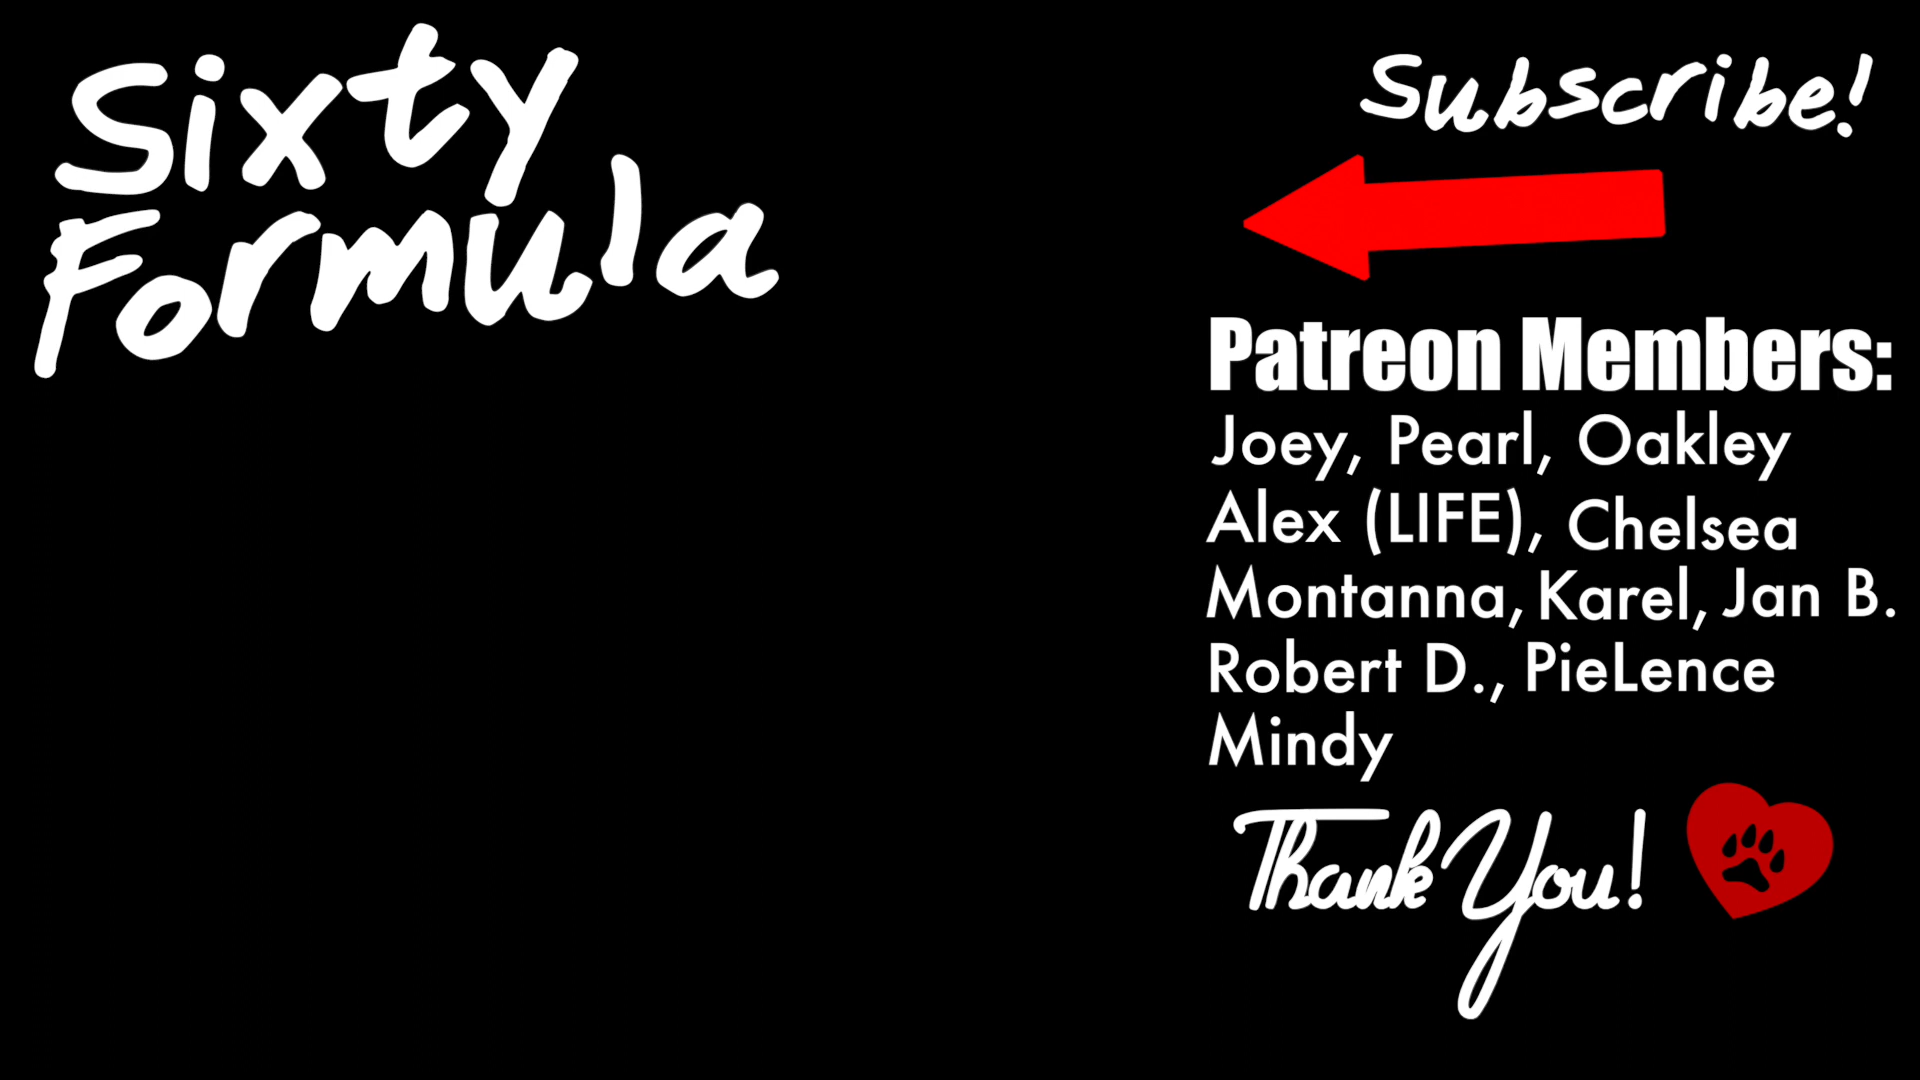 Sixty
Formula
Subscribe!
Patreon Members:
Joey, Pearl, Oakley
Alex (LIFE), Chelsea
Montanna, Karel, Jan B.
Robert D., PieLence
Mindy
Thank You!